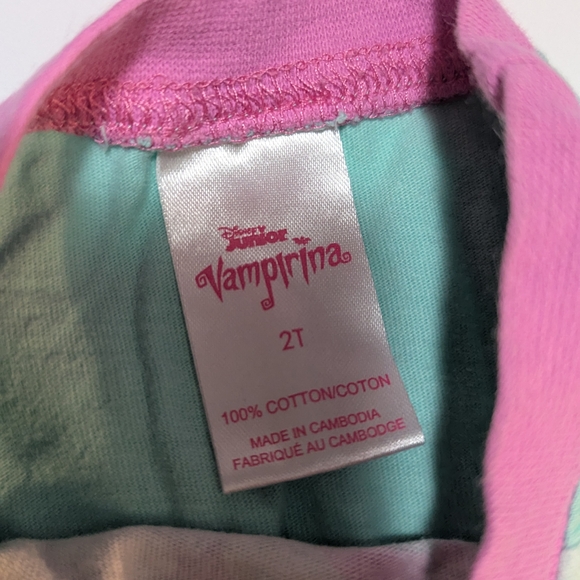 Disney
Junior
Vampirina
2T
100% COTTON/COTON
MADE IN CAMBODIA
FABRIQUÉ AU CAMBODGE